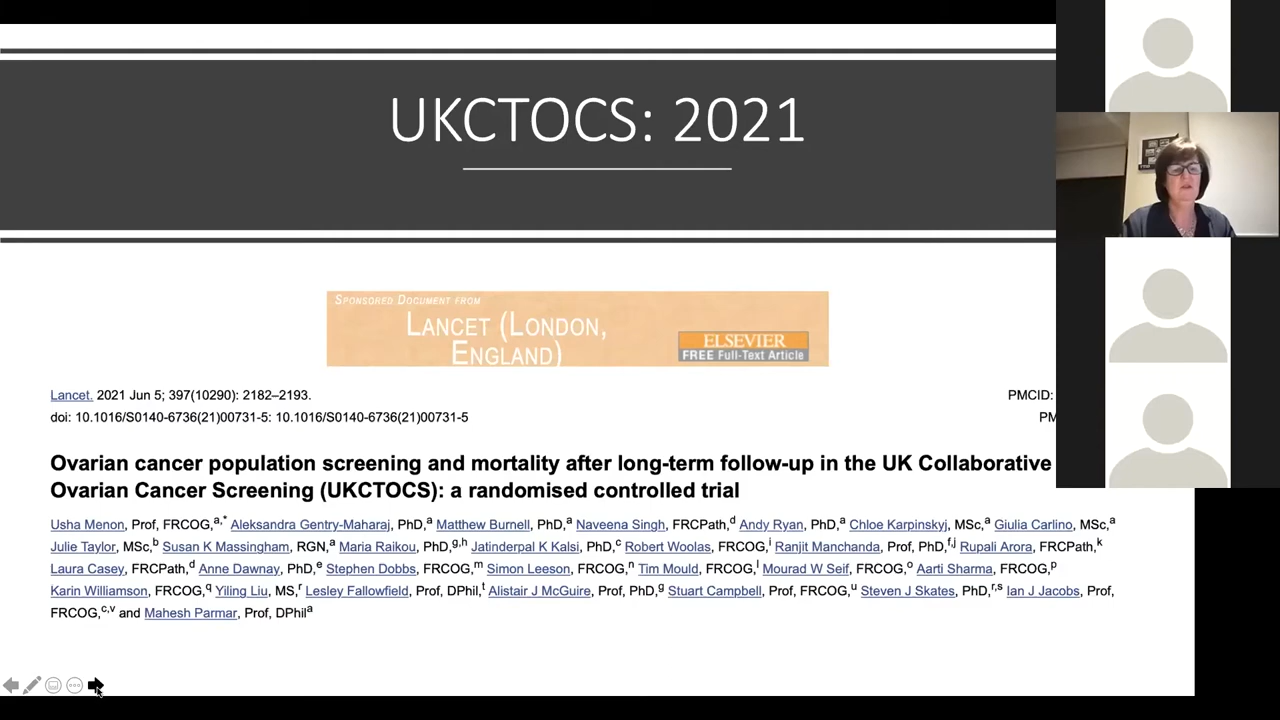 UKCTOCS: 2021
SPONSORED DOCUMENT FROM
LANCET (LONDON,
ENGLAND)
ELSEVIER
FREE Full-Text Article
Lancet. 2021 Jun 5; 397(10290): 2182–2193.
PMCID:
doi: 10.1016/S0140-6736(21)00731-5: 10.1016/S0140-6736(21)00731-5
PM
Ovarian cancer population screening and mortality after long-term follow-up in the UK Collaborative
Ovarian Cancer Screening (UKCTOCS): a randomised controlled trial
Usha Menon, Prof, FRCOG,a,* Aleksandra Gentry-Maharaj, PhD,a Matthew Burnell, PhD,a Naveena Singh, FRCPath,d Andy Ryan, PhD,a Chloe Karpinskyj, MSc,a Giulia Carlino, MSc,a
Julie Taylor, MSc,b Susan K Massingham, RGN,a Maria Raikou, PhD,g,h Jatinderpal K Kalsi, PhD,c Robert Woolas, FRCOG,i Ranjit Manchanda, Prof, PhD,f,j Rupali Arora, FRCPath,k
Laura Casey, FRCPath,d Anne Dawnay, PhD,e Stephen Dobbs, FRCOG,m Simon Leeson, FRCOG,n Tim Mould, FRCOG,l Mourad W Seif, FRCOG,o Aarti Sharma, FRCOG,p
Karin Williamson, FRCOG,q Yiling Liu, MS,r Lesley Fallowfield, Prof, DPhil,t Alistair J McGuire, Prof, PhD,g Stuart Campbell, Prof, FRCOG,u Steven J Skates, PhD,r,s Ian J Jacobs, Prof,
FRCOG,c,v and Mahesh Parmar, Prof, DPhila